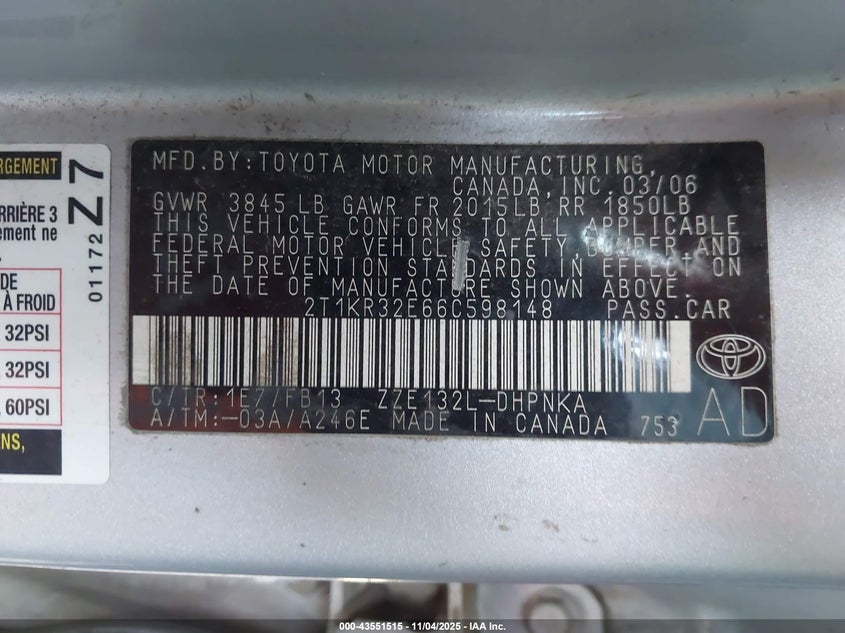 RGEMENT
RRIÈRE 3
ement ne
DE
À FROID
32PSI
32PSI
, 60PSI
NS,
01172
Z7
MFD. BY: TOYOTA MOTOR MANUFACTURING,
CANADA, INC. 03/06
GVWR 3845 LB GAWR FR 2015LB, RR 1850LB
THIS VEHICLE CONFORMS TO ALL APPLICABLE
FEDERAL MOTOR VEHICLE SAFETY, BUMPER AND
THEFT PREVENTION STANDARDS IN EFFECT ON
THE DATE OF MANUFACTURE SHOWN ABOVE.
2T1KR32E66C598148 PASS. CAR
C/TR:1E7/FB13 ZZE132L-DHPNKA
A/TM:-03A/A246E MADE IN CANADA 753
AD
000-43551515 - 11/04/2025 - IAA Inc.